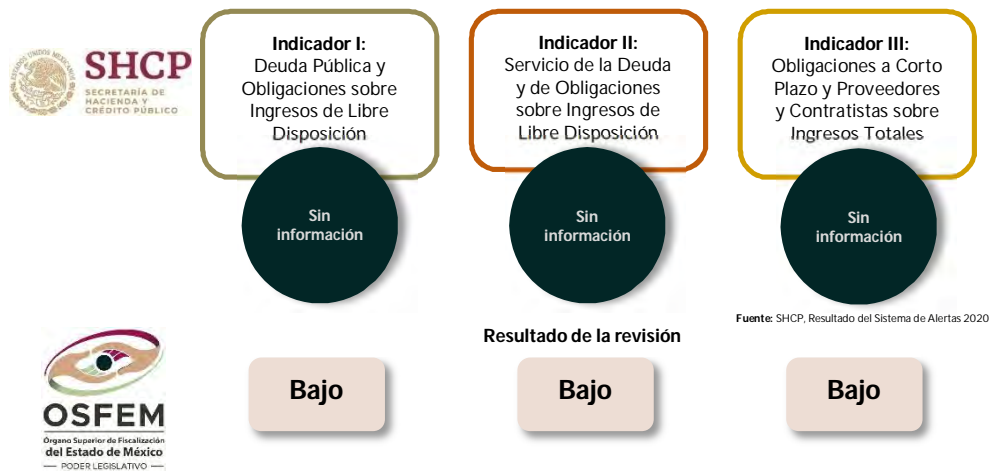 SHCP
SECRETARÍA DE
HACIENDA Y
CRÉDITO PÚBLICO
Indicador I:
Deuda Pública y
Obligaciones sobre
Ingresos de Libre
Disposición
Sin
información
Indicador II:
Servicio de la Deuda
y de Obligaciones
sobre Ingresos de
Libre Disposición
Sin
información
Indicador III:
Obligaciones a Corto
Plazo y Proveedores
y Contratistas sobre
Ingresos Totales
Sin
información
Fuente: SHCP, Resultado del Sistema de Alertas 2020
Resultado de la revisión
OSFEM
Órgano Superior de Fiscalización
del Estado de México
PODER LEGISLATIVO
Bajo
Bajo
Bajo